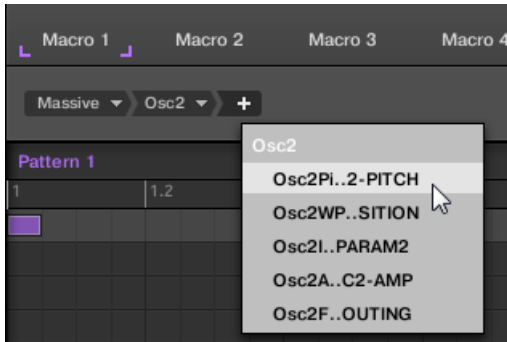 Macro 1 Macro 2 Macro 3 Macro 4
Massive Osc2 +
Osc2
Pattern 1
Osc2Pi..2-PITCH
1 1.2
Osc2WP..SITION
Osc2I..PARAM2
Osc2A..C2-AMP
Osc2F..OUTING